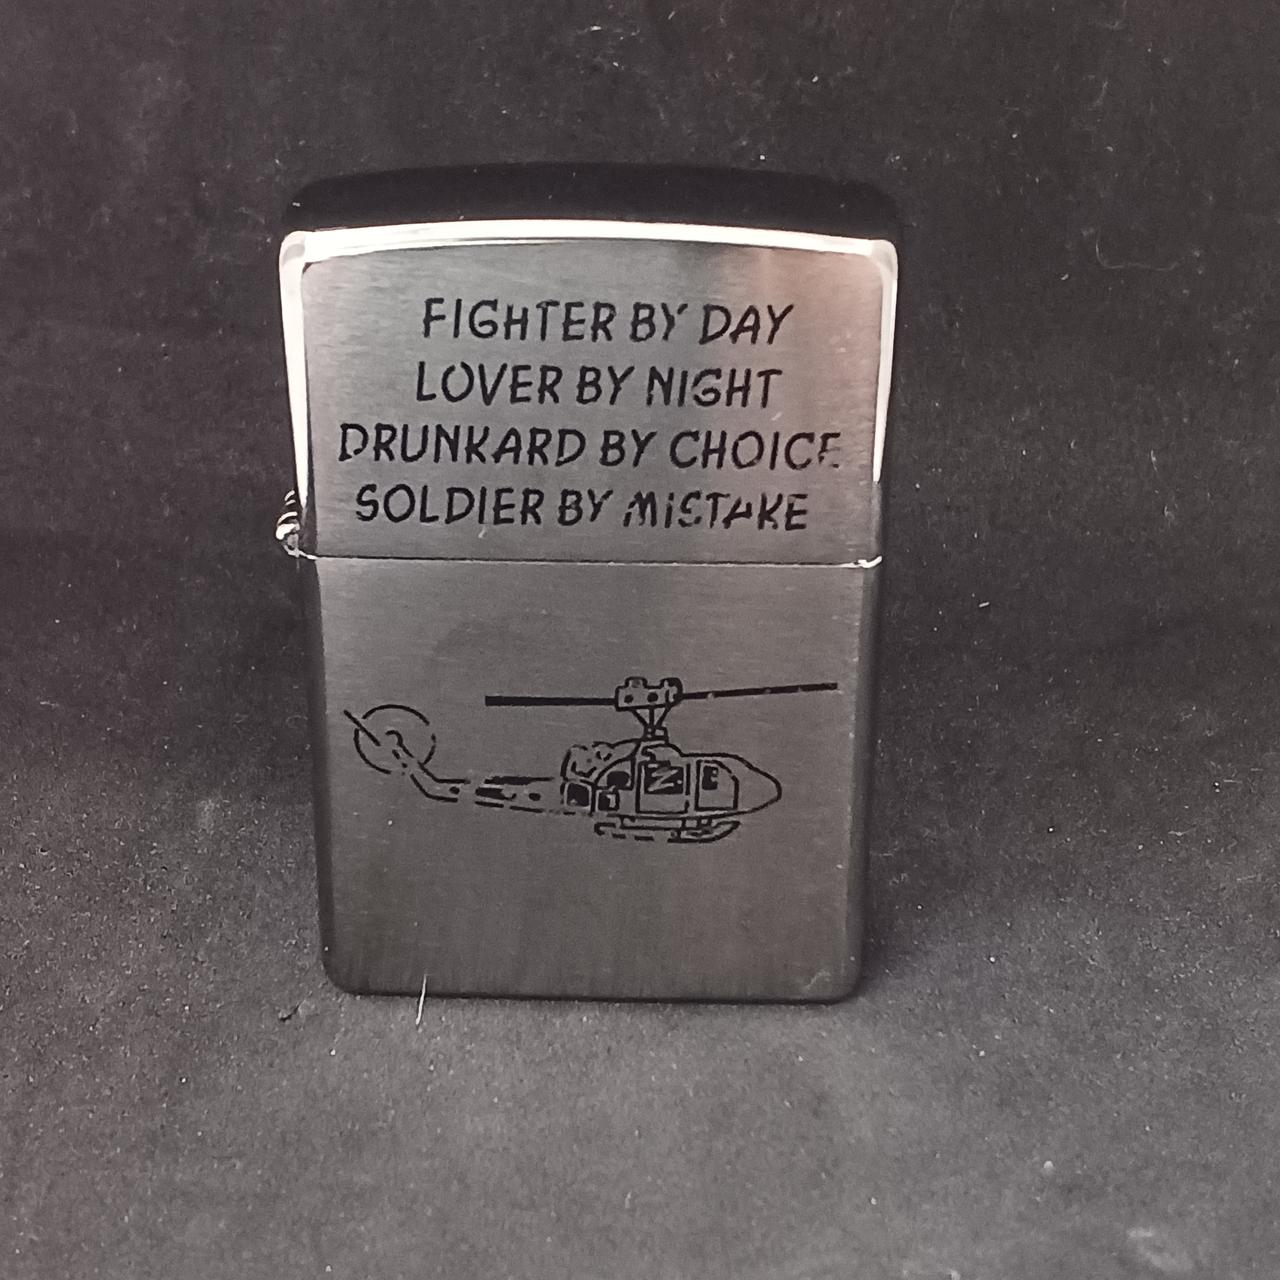 FIGHTER BY DAY
LOVER BY NIGHT
DRUNKARD BY CHOICE
SOLDIER BY MiSTAKE